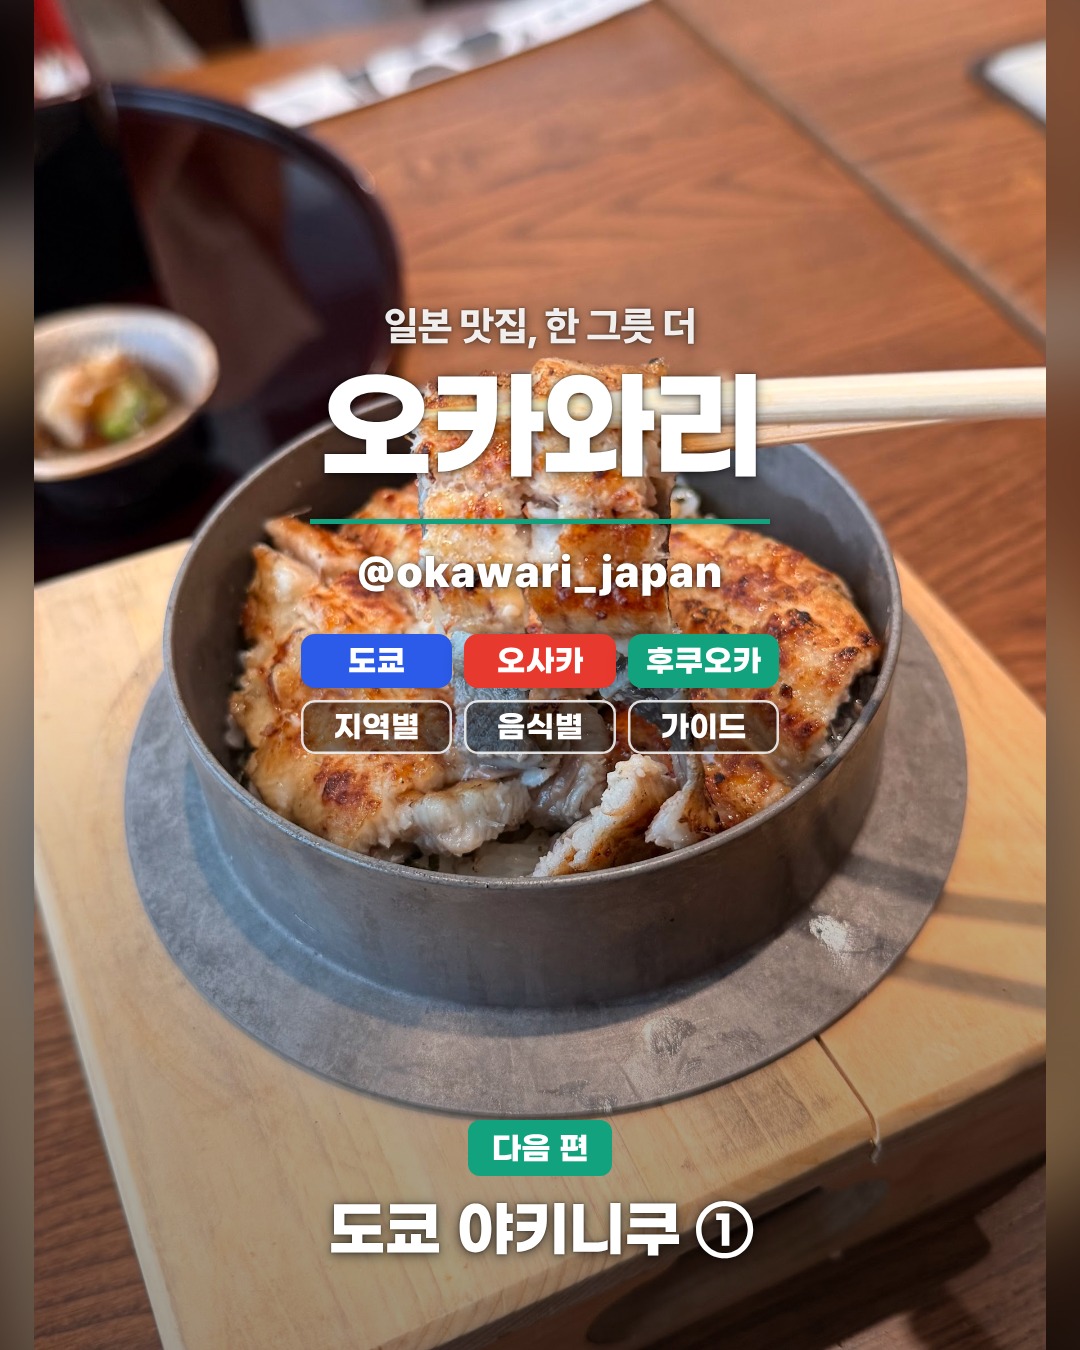 일본 맛집, 한 그릇 더
오카와리
@okawari_japan
도쿄 오사카 후쿠오카
지역별 음식별 가이드
다음 편
도쿄 야키니쿠 ①